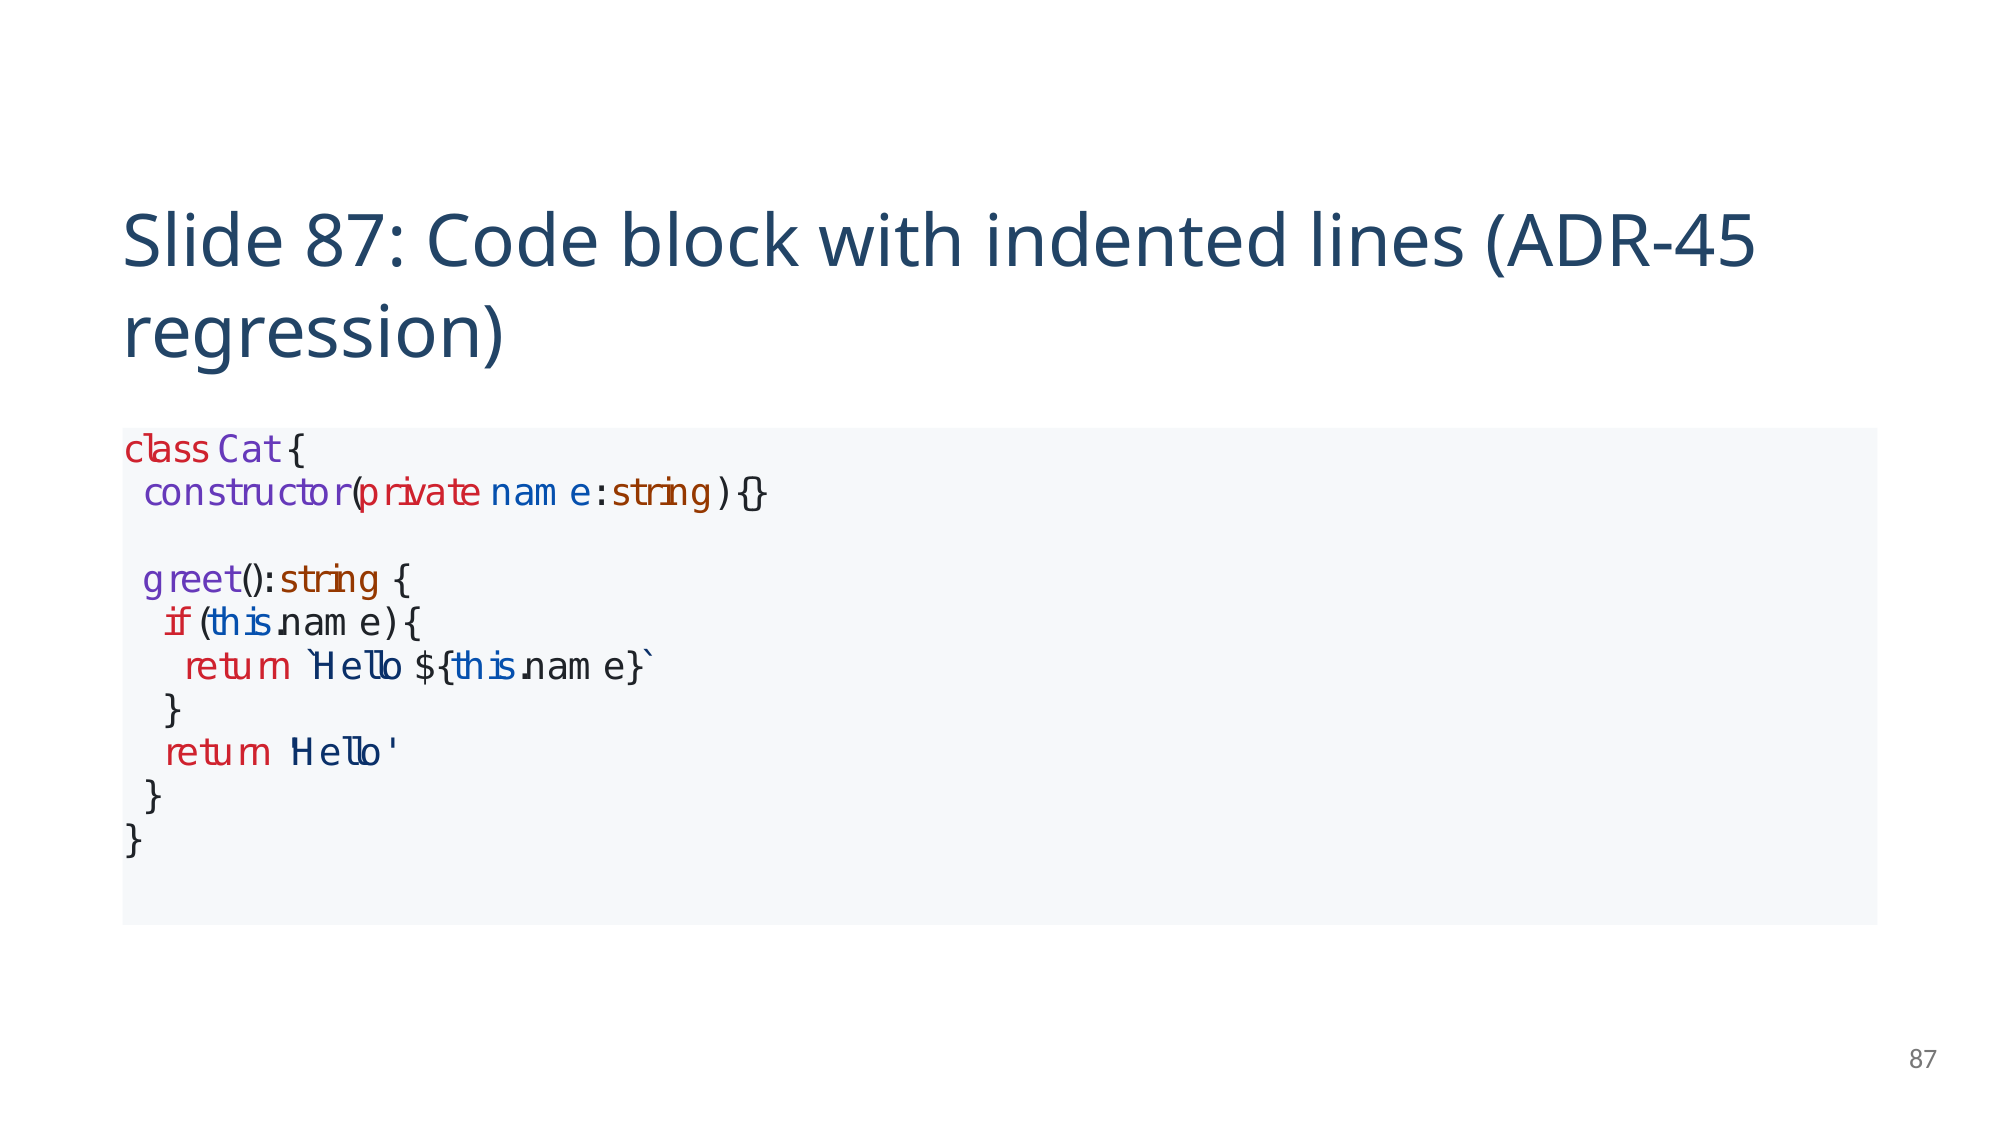 Slide 87: Code block with indented lines (ADR-45
regression)
class Cat {
  constructor(private name: string) {}

  greet(): string {
    if (this.name) {
      return `Hello ${this.name}`
    }
    return 'Hello'
  }
}
87